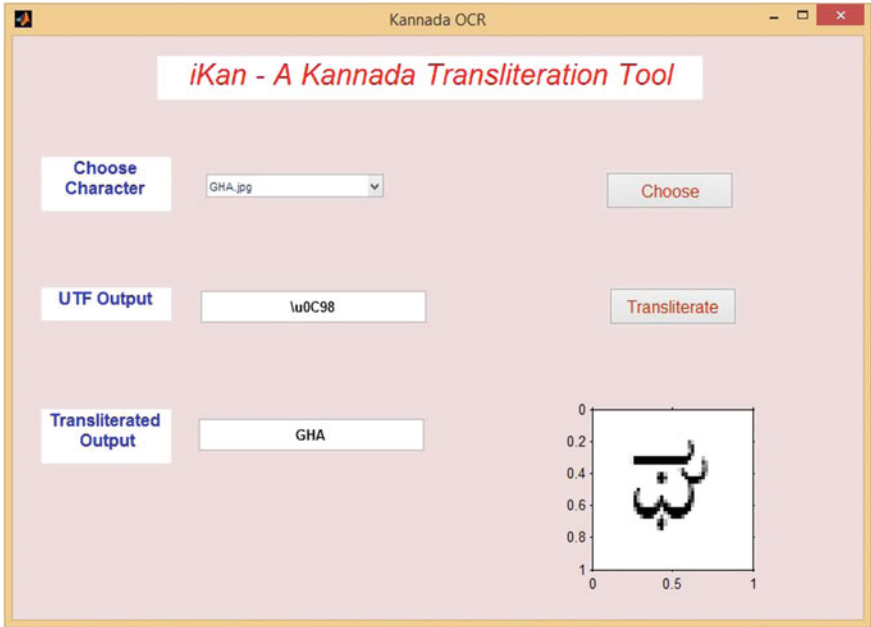 Kannada OCR
iKan - A Kannada Transliteration Tool
Choose
Character
GHA.jpg
Choose
UTF Output
\u0C98
Transliterate
Transliterated
Output
GHA
0
0.2
0.4
0.6
0.8
1
ಘ
0 0.5 1